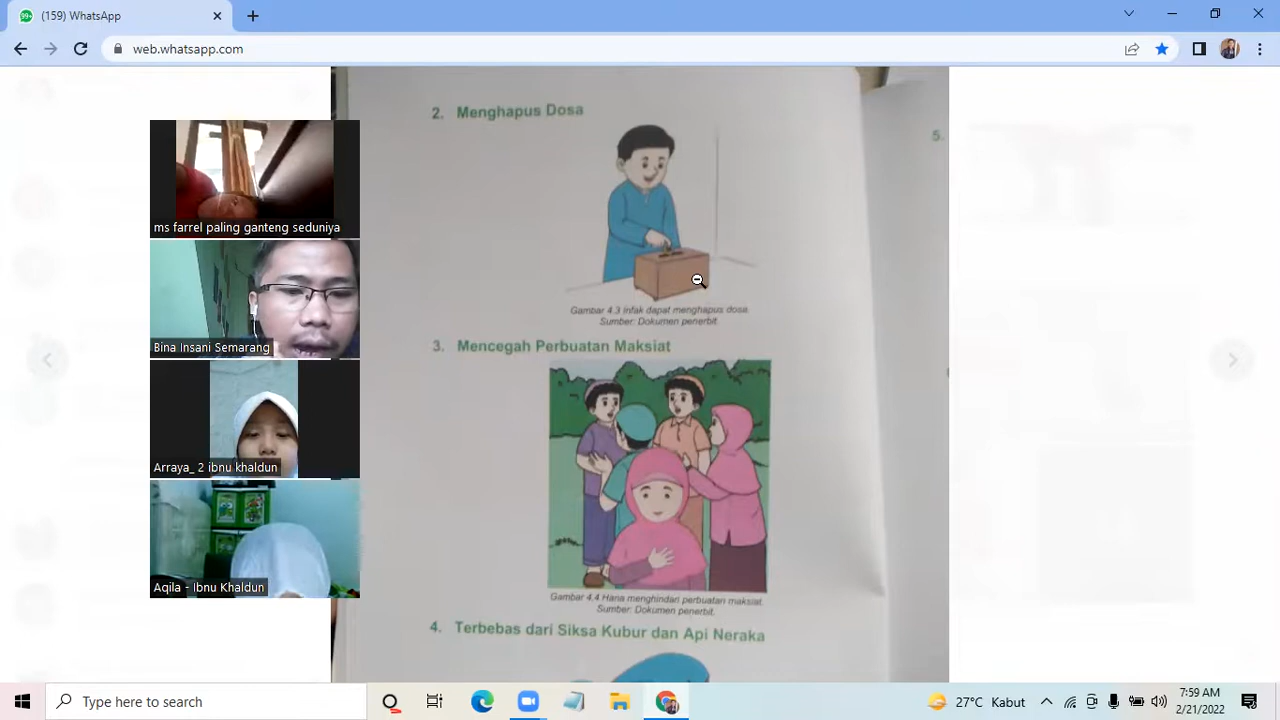 (159) WhatsApp
web.whatsapp.com
2. Menghapus Dosa
5.
Gambar 4.3 Infak dapat menghapus dosa.
Sumber: Dokumen penerbit.
3. Mencegah Perbuatan Maksiat
Gambar 4.4 Hana menghindari perbuatan maksiat.
Sumber: Dokumen penerbit.
4. Terbebas dari Siksa Kubur dan Api Neraka
ms farrel paling ganteng seduniya
Bina Insani Semarang
Arraya_ 2 ibnu khaldun
Aqila - Ibnu Khaldun
Type here to search
27°C Kabut
7:59 AM
2/21/2022